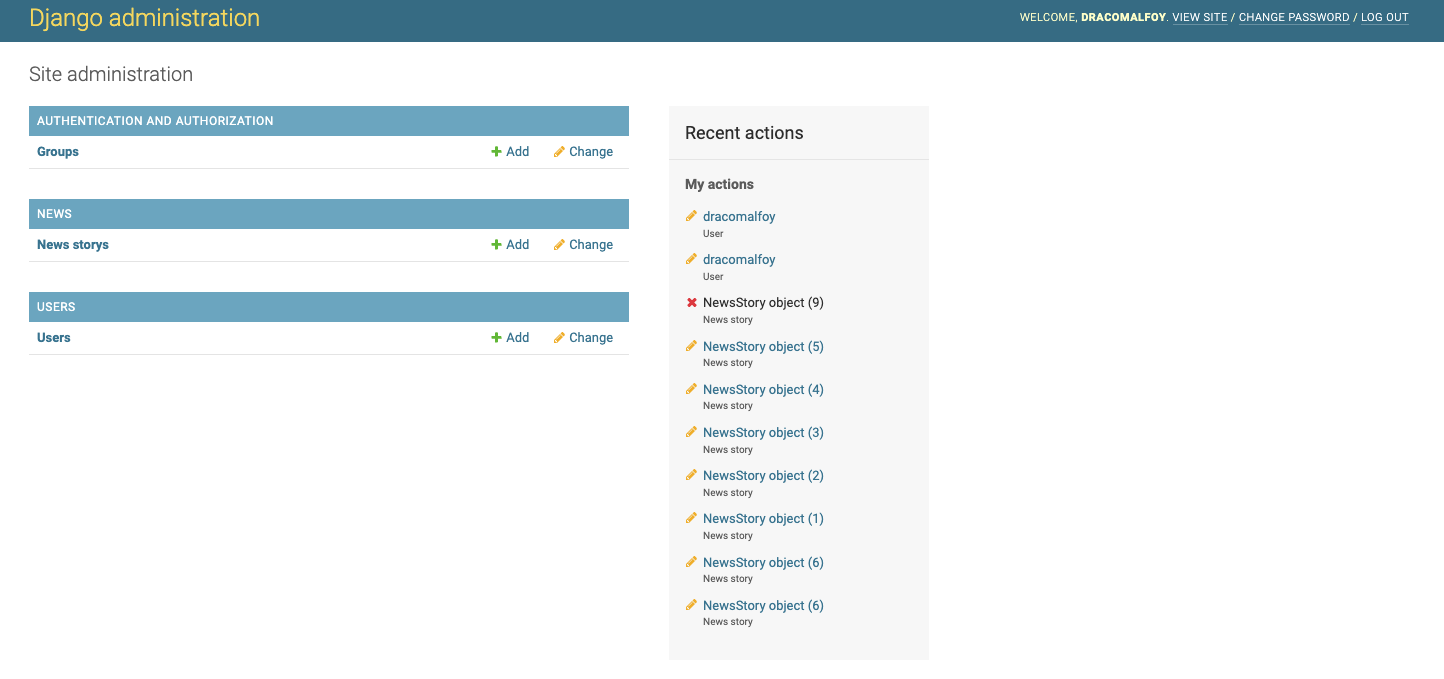 Django administration
WELCOME, DRACOMALFOY. VIEW SITE / CHANGE PASSWORD / LOG OUT
Site administration
AUTHENTICATION AND AUTHORIZATION
Groups Add Change
NEWS
News storys Add Change
USERS
Users Add Change
Recent actions
My actions
dracomalfoy
User
dracomalfoy
User
NewsStory object (9)
News story
NewsStory object (5)
News story
NewsStory object (4)
News story
NewsStory object (3)
News story
NewsStory object (2)
News story
NewsStory object (1)
News story
NewsStory object (6)
News story
NewsStory object (6)
News story